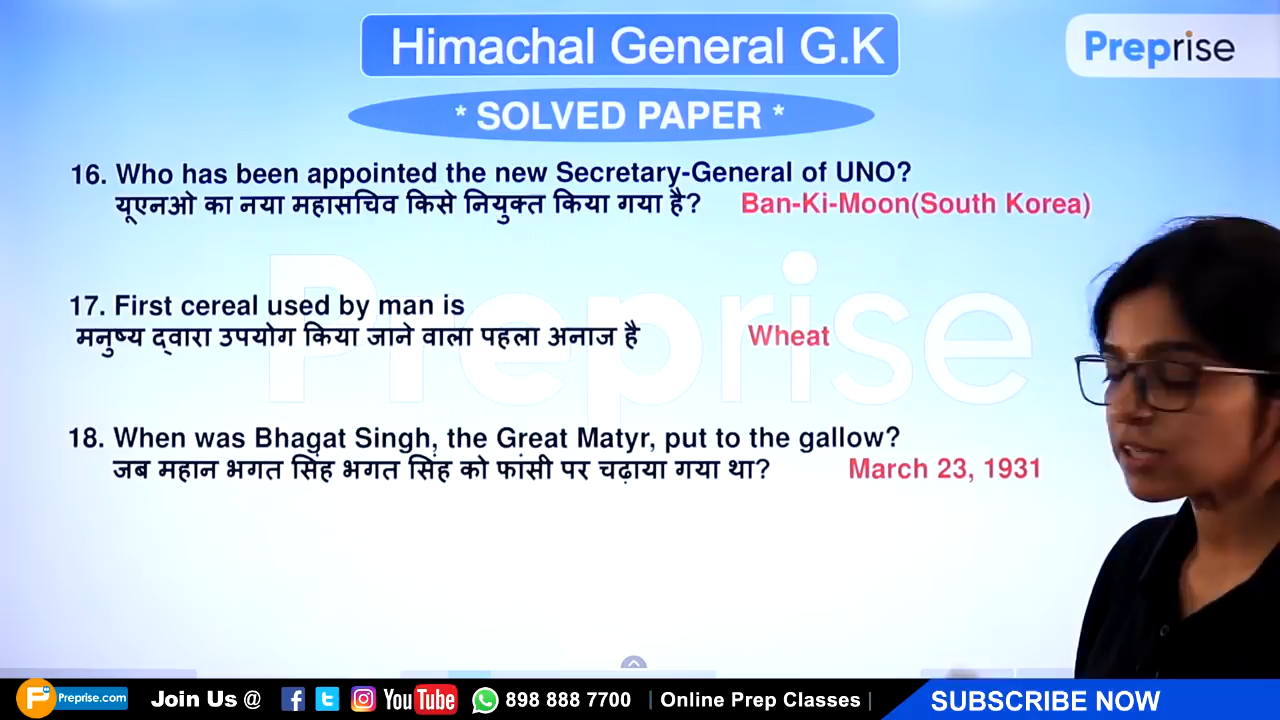 Himachal General G.K
Preprise
* SOLVED PAPER *
16. Who has been appointed the new Secretary-General of UNO?
यूएनओ का नया महासचिव किसे नियुक्त किया गया है? Ban-Ki-Moon(South Korea)
Preprise
17. First cereal used by man is
मनुष्य द्वारा उपयोग किया जाने वाला पहला अनाज है Wheat
18. When was Bhagat Singh, the Great Matyr, put to the gallow?
जब महान भगत सिंह भगत सिंह को फांसी पर चढ़ाया गया था? March 23, 1931
Preprise.com Join Us @ YouTube 898 888 7700 | Online Prep Classes | SUBSCRIBE NOW